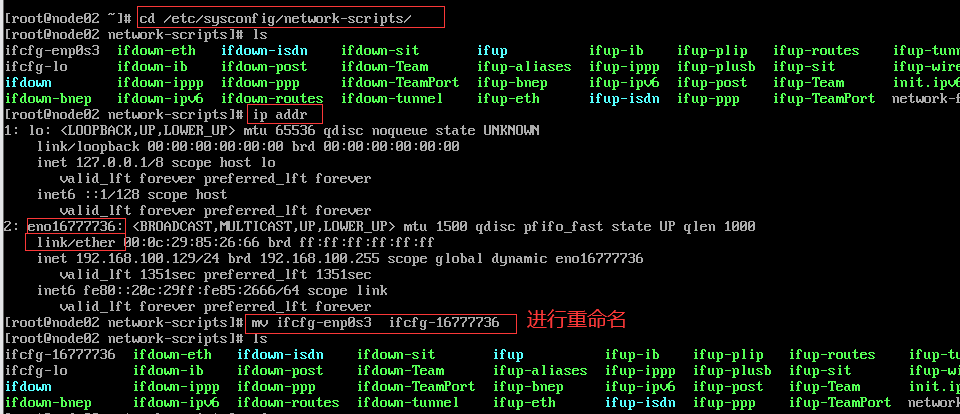 [root@node02 ~]# cd /etc/sysconfig/network-scripts/
[root@node02 network-scripts]# ls
ifcfg-enp0s3 ifdown-eth ifdown-isdn ifdown-sit ifup ifup-ib ifup-plip ifup-routes ifup-tunn
ifcfg-lo ifdown-ib ifdown-post ifdown-Team ifup-aliases ifup-ippp ifup-plusb ifup-sit ifup-wire
ifdown ifdown-ippp ifdown-ppp ifdown-TeamPort ifup-bnep ifup-ipv6 ifup-post ifup-Team init.ipv6
ifdown-bnep ifdown-ipv6 ifdown-routes ifdown-tunnel ifup-eth ifup-isdn ifup-ppp ifup-TeamPort network-f
[root@node02 network-scripts]# ip addr
1: lo: <LOOPBACK,UP,LOWER_UP> mtu 65536 qdisc noqueue state UNKNOWN
link/loopback 00:00:00:00:00:00 brd 00:00:00:00:00:00
inet 127.0.0.1/8 scope host lo
valid_lft forever preferred_lft forever
inet6 ::1/128 scope host
valid_lft forever preferred_lft forever
2: eno16777736: <BROADCAST,MULTICAST,UP,LOWER_UP> mtu 1500 qdisc pfifo_fast state UP qlen 1000
link/ether 00:0c:29:85:26:66 brd ff:ff:ff:ff:ff:ff
inet 192.168.100.129/24 brd 192.168.100.255 scope global dynamic eno16777736
valid_lft 1351sec preferred_lft 1351sec
inet6 fe80::20c:29ff:fe85:2666/64 scope link
valid_lft forever preferred_lft forever
[root@node02 network-scripts]# mv ifcfg-enp0s3 ifcfg-16777736 进行重命名
[root@node02 network-scripts]# ls
ifcfg-16777736 ifdown-eth ifdown-isdn ifdown-sit ifup ifup-ib ifup-plip ifup-routes ifup-tu
ifcfg-lo ifdown-ib ifdown-post ifdown-Team ifup-aliases ifup-ippp ifup-plusb ifup-sit ifup-wi
ifdown ifdown-ippp ifdown-ppp ifdown-TeamPort ifup-bnep ifup-ipv6 ifup-post ifup-Team init.ip
ifdown-bnep ifdown-ipv6 ifdown-routes ifdown-tunnel ifup-eth ifup-isdn ifup-ppp ifup-TeamPort network